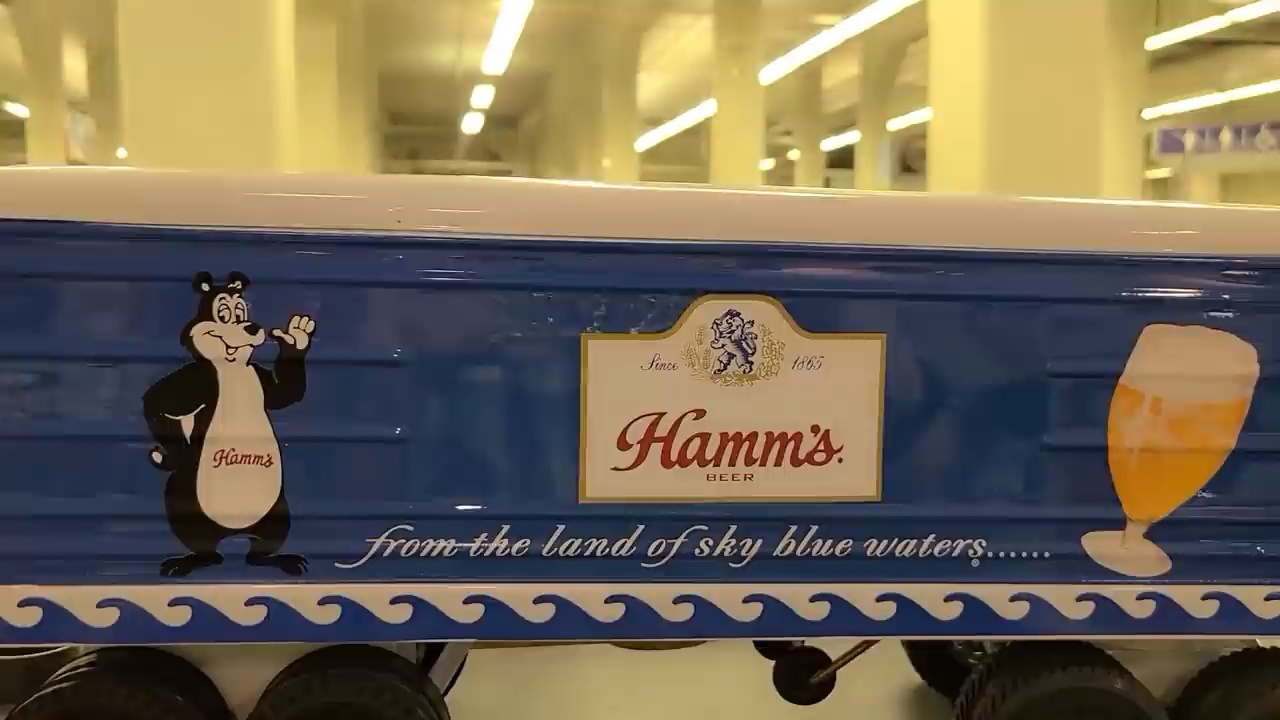 Since 1865
Hamm's
Hamm's.
BEER
from the land of sky blue waters......®